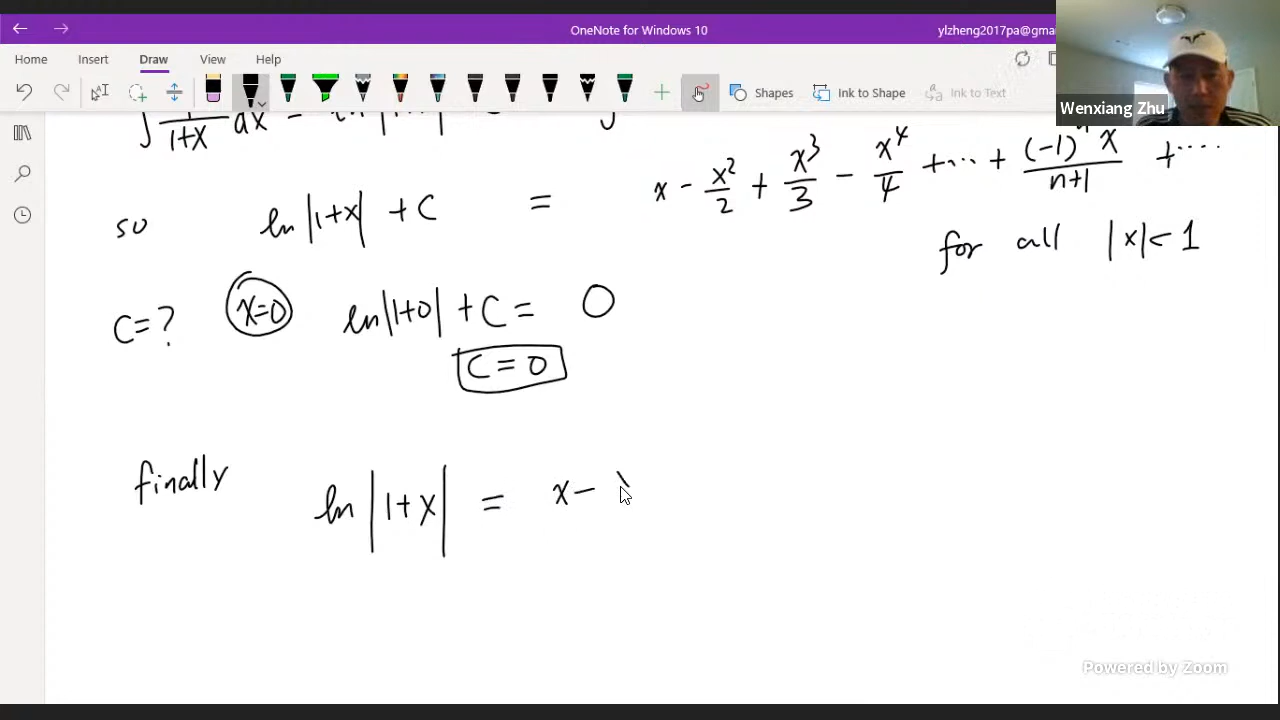 OneNote for Windows 10
ylzheng2017pa@gma
Home Insert Draw View Help
Shapes Ink to Shape Ink to Text
Wenxiang Zhu
x - x²/2 + x³/3 - x⁴/4 + ... + (-1)ⁿ x/(n+1) + ....
so ln|1+x| + C =
for all |x| < 1
C=? x=0 ln|1+0| + C = 0
C = 0
finally ln|1+x| = x -
Powered by Zoom